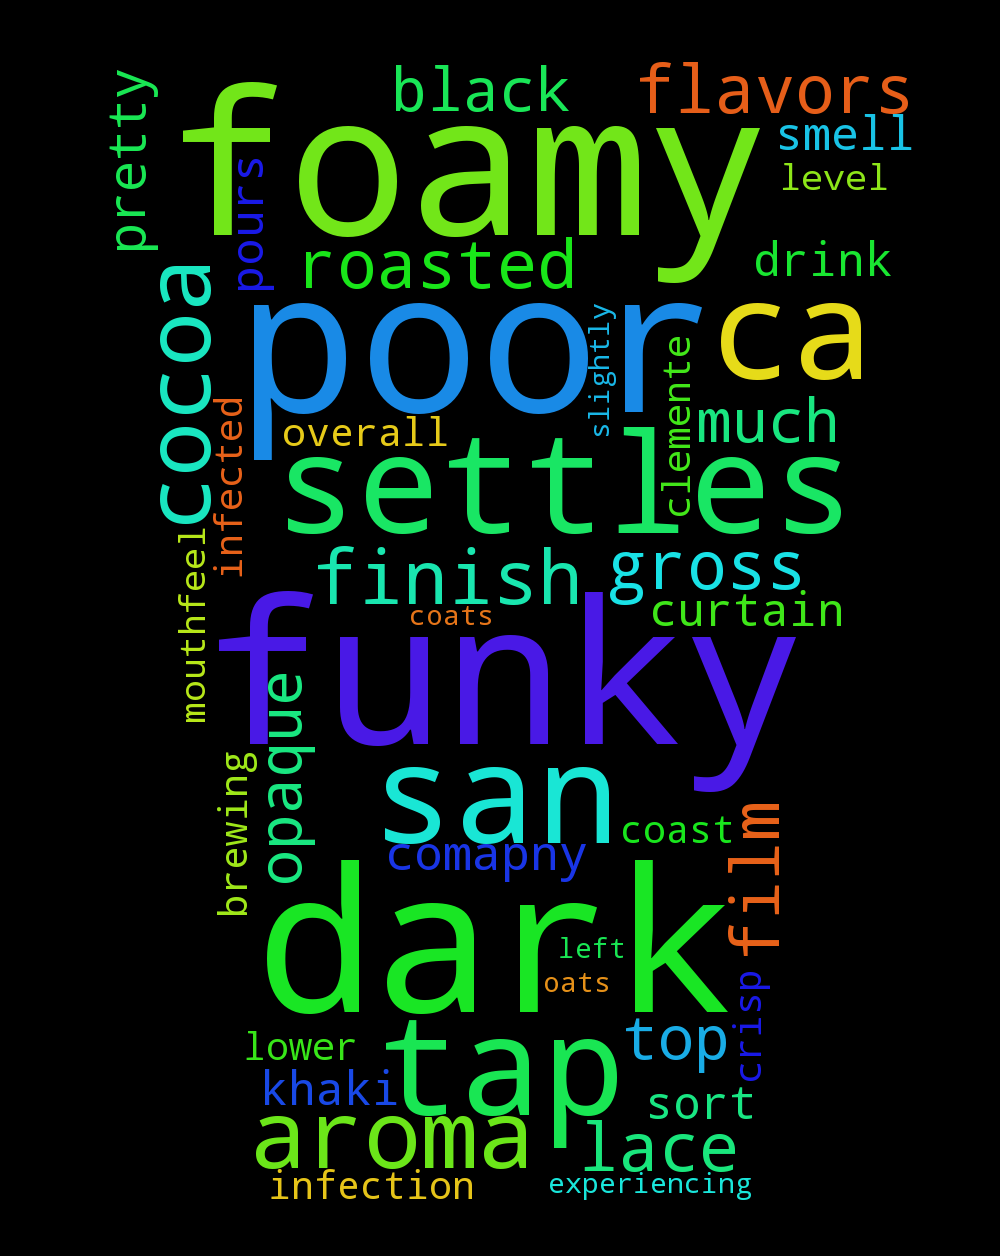 black
flavors
pretty
foamy
smell
level
pours
roasted
drink
cocoa
poor
ca
slightly
clemente
infected
overall
much
settles
mouthfeel
finish
gross
coats
curtain
funky
opaque
brewing
san
coast
comapny
film
dark
left
oats
crisp
lower
tap
top
khaki
sort
aroma
lace
infection
experiencing